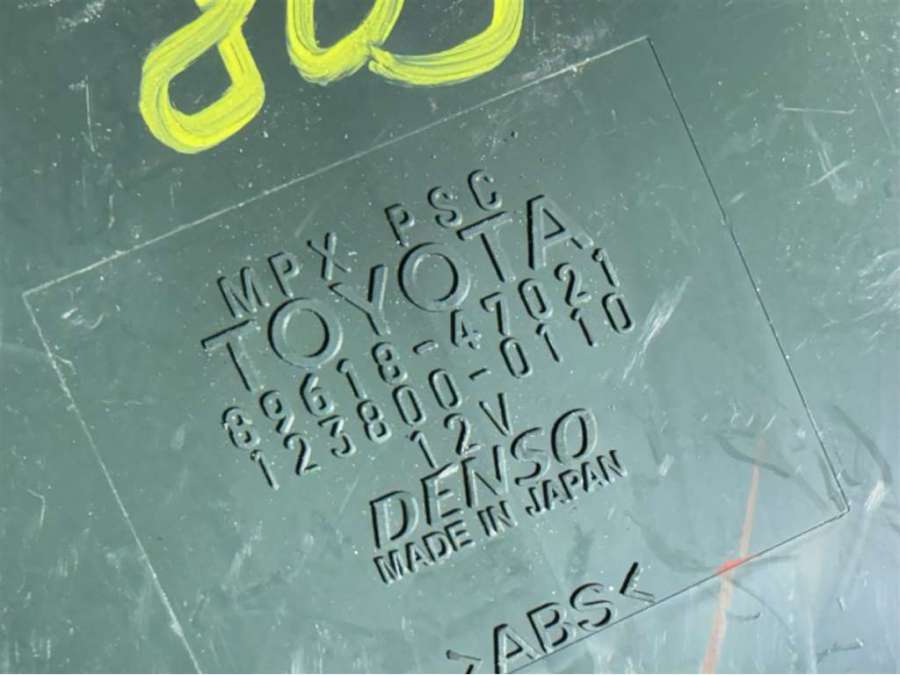 MPX PSC
TOYOTA
89618-47021
123800-0110
12V
DENSO
MADE IN JAPAN
>ABS<